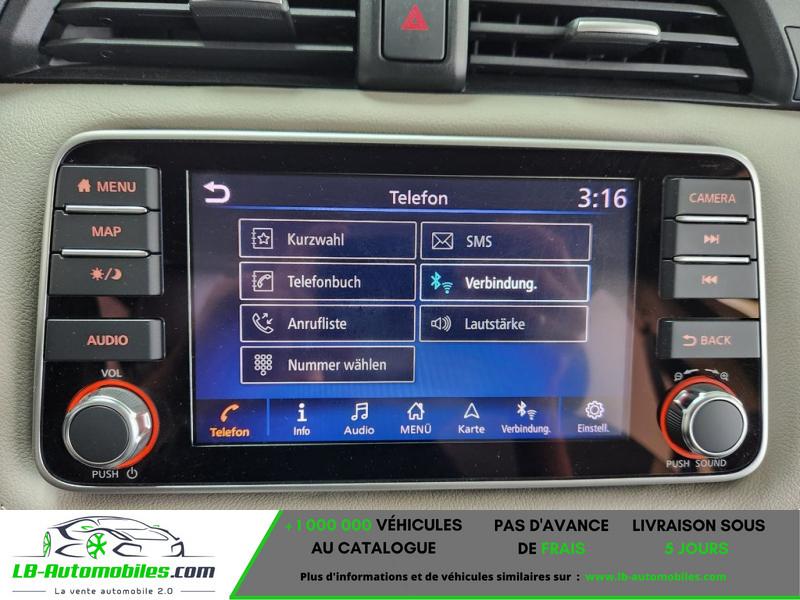 MENU
MAP
AUDIO
VOL
PUSH
Telefon 3:16
Kurzwahl
SMS
Telefonbuch
Verbindung.
Anrufliste
Lautstärke
Nummer wählen
Telefon Info Audio MENÜ Karte Verbindung. Einstell.
CAMERA
BACK
PUSH SOUND
LB-Automobiles.com
La vente automobile 2.0
+1 000 000 VÉHICULES
AU CATALOGUE
PAS D'AVANCE
DE FRAIS
LIVRAISON SOUS
5 JOURS
Plus d'informations et de véhicules similaires sur : www.lb-automobiles.com